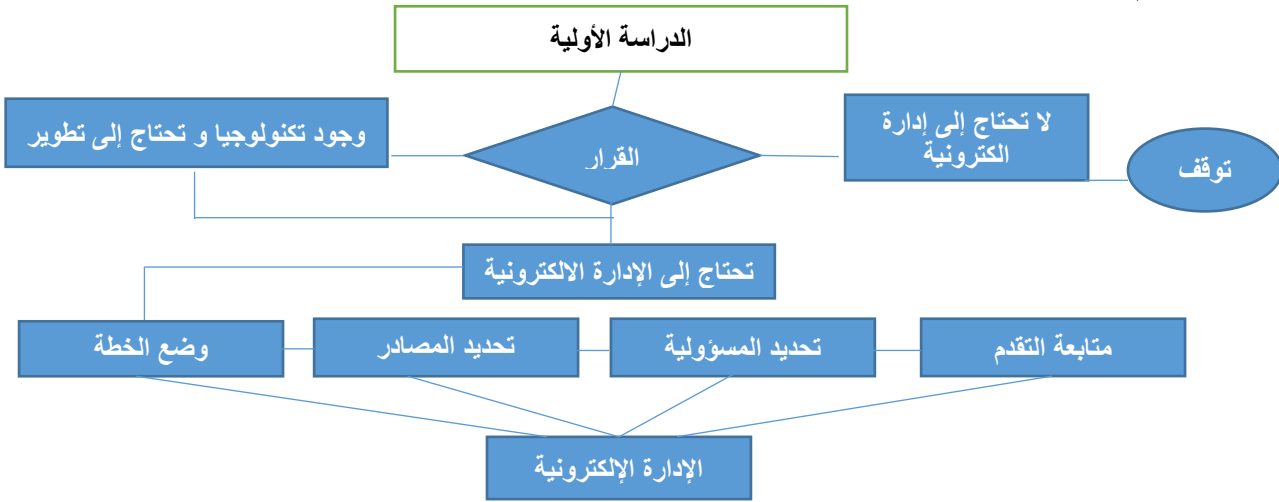 الدراسة الأولية
لا تحتاج إلى إدارة
الكترونية
توقف
القرار
وجود تكنولوجيا و تحتاج إلى تطوير
تحتاج إلى الإدارة الالكترونية
وضع الخطة
تحديد المصادر
تحديد المسؤولية
متابعة التقدم
الإدارة الإلكترونية